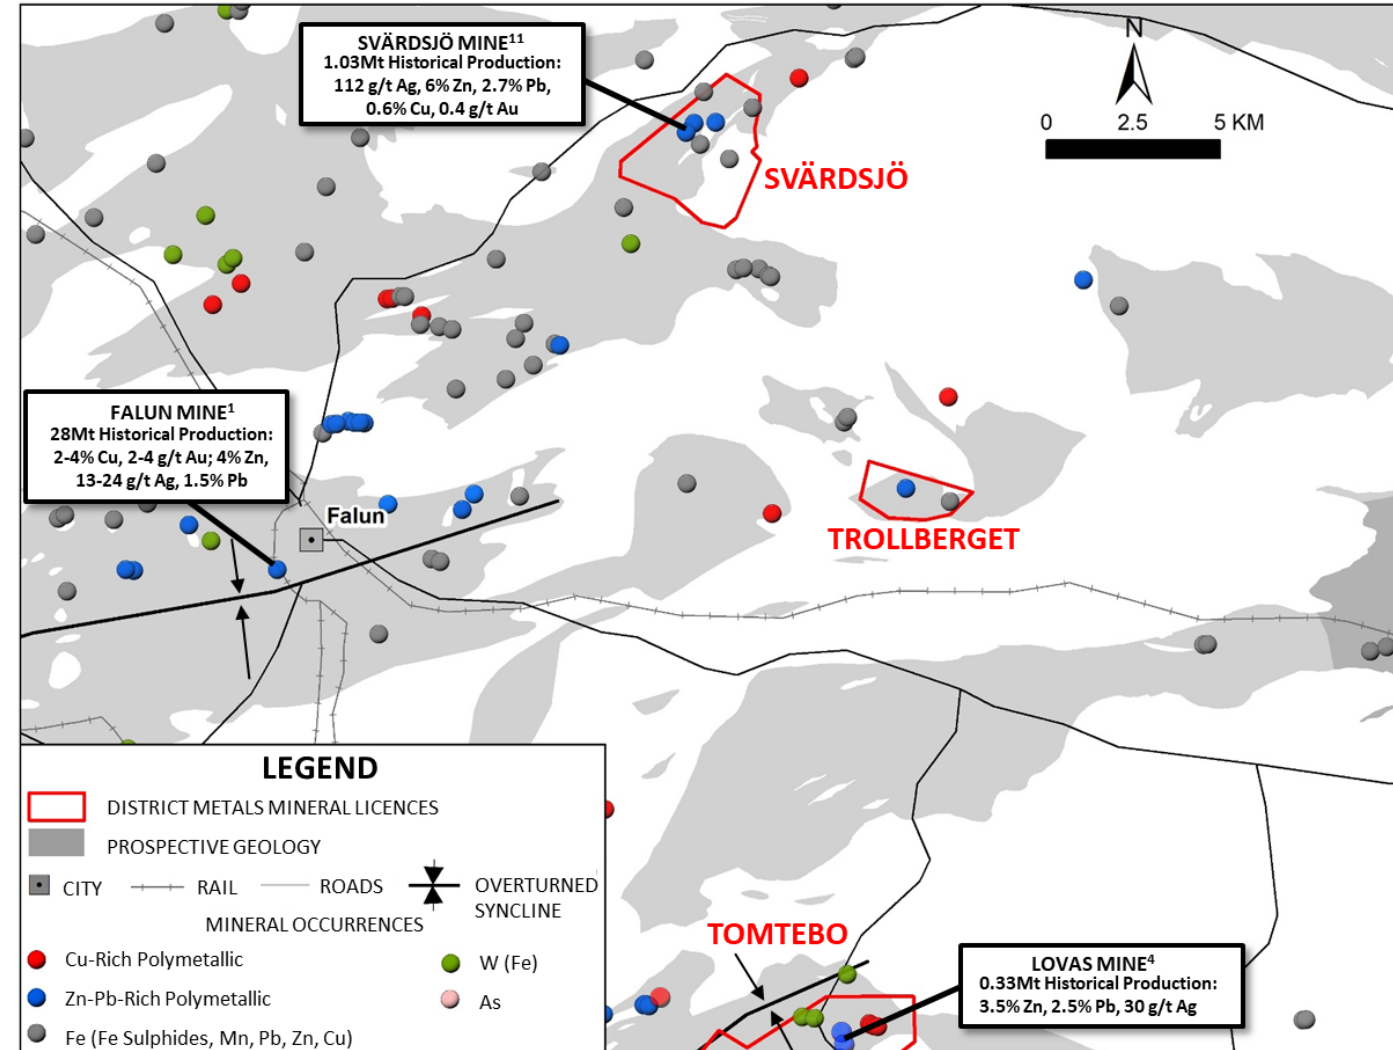 SVÄRDSJÖ MINE11
1.03Mt Historical Production:
112 g/t Ag, 6% Zn, 2.7% Pb,
0.6% Cu, 0.4 g/t Au
N
0 2.5 5 KM
SVÄRDSJÖ
FALUN MINE1
28Mt Historical Production:
2-4% Cu, 2-4 g/t Au; 4% Zn,
13-24 g/t Ag, 1.5% Pb
Falun
TROLLBERGET
LEGEND
DISTRICT METALS MINERAL LICENCES
PROSPECTIVE GEOLOGY
CITY RAIL ROADS OVERTURNED
SYNCLINE
MINERAL OCCURRENCES
Cu-Rich Polymetallic
W (Fe)
Zn-Pb-Rich Polymetallic
As
Fe (Fe Sulphides, Mn, Pb, Zn, Cu)
TOMTEBO
LOVAS MINE4
0.33Mt Historical Production:
3.5% Zn, 2.5% Pb, 30 g/t Ag